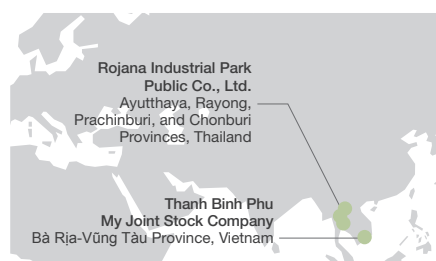 Rojana Industrial Park
Public Co., Ltd.
Ayutthaya, Rayong,
Prachinburi, and Chonburi
Provinces, Thailand
Thanh Binh Phu
My Joint Stock Company
Bà Rịa-Vũng Tàu Province, Vietnam